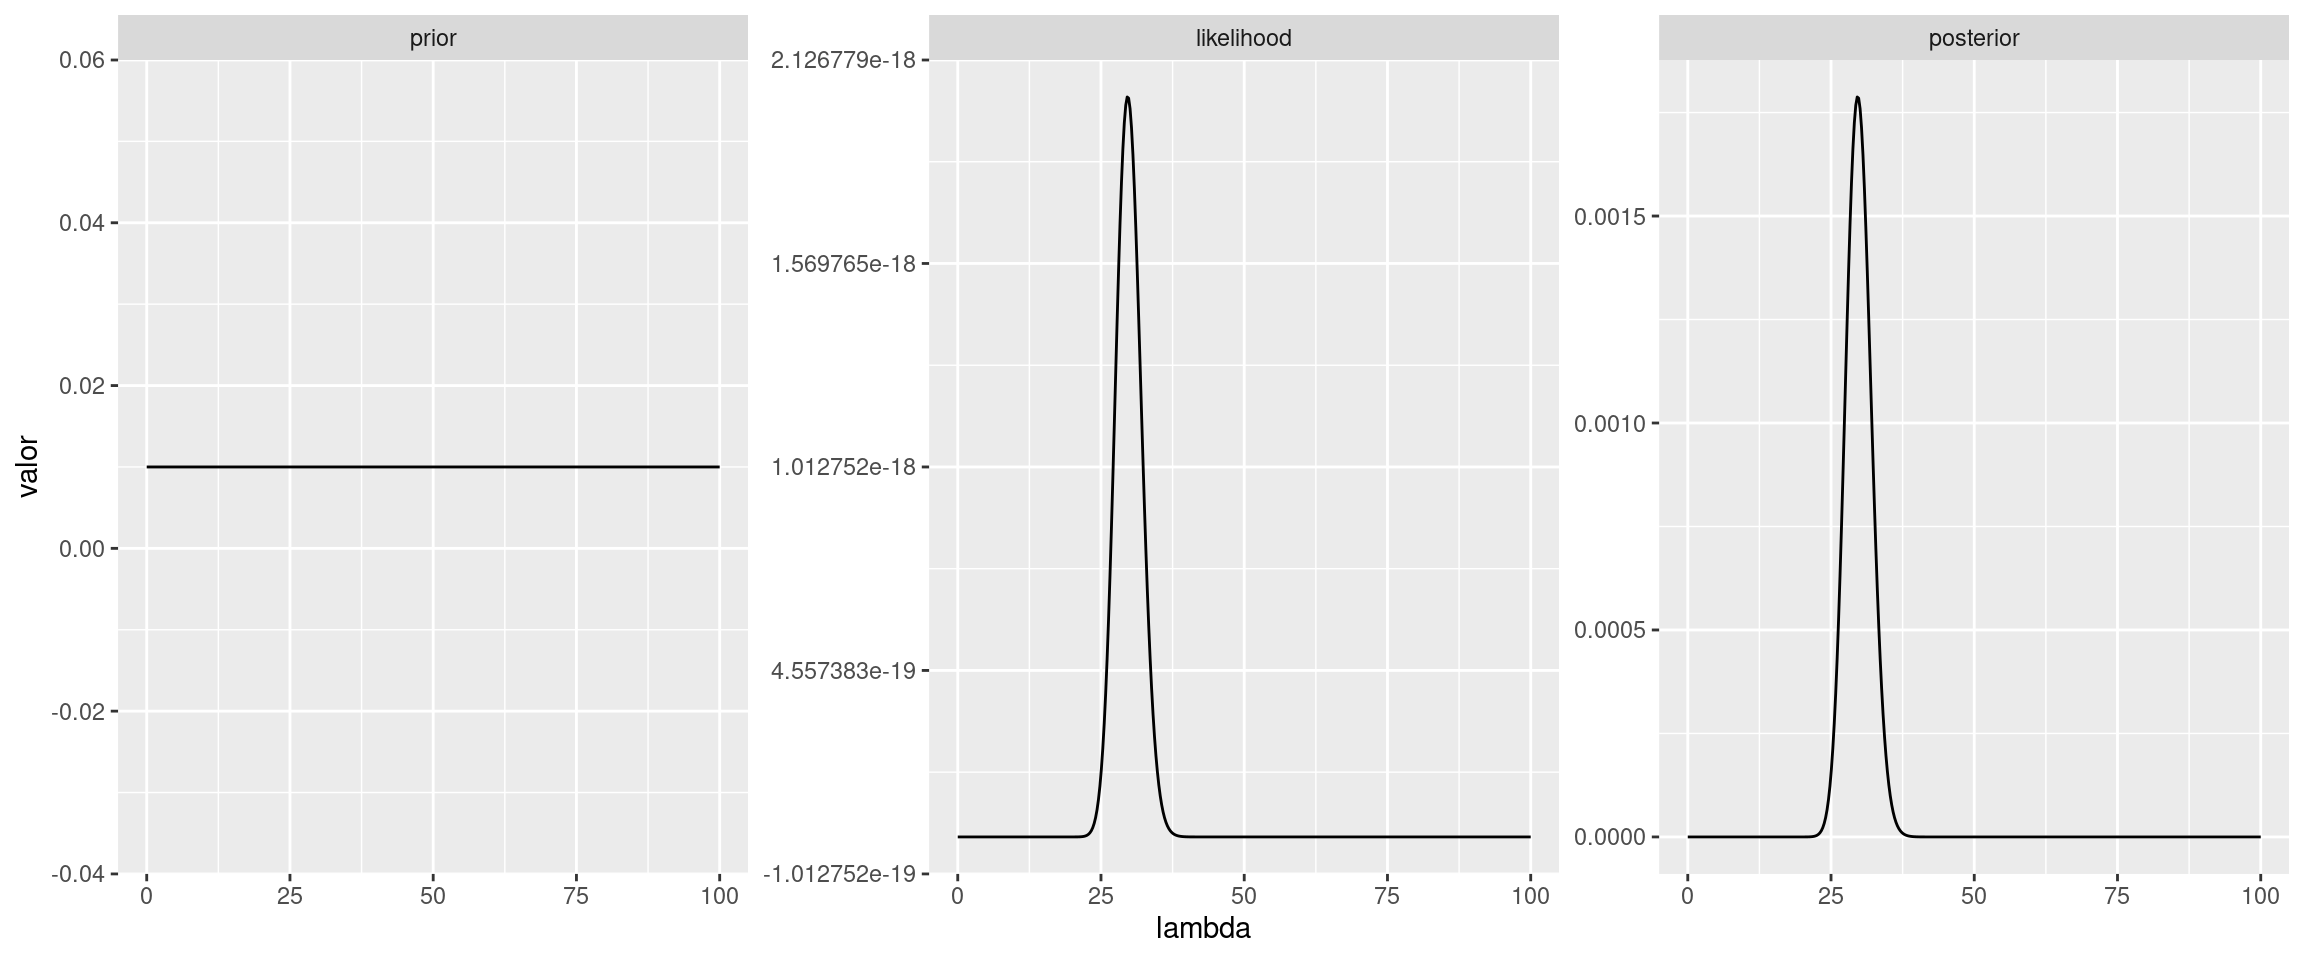 prior
likelihood
posterior
valor
0.06
0.04
0.02
0.00
-0.02
-0.04
0 25 50 75 100
2.126779e-18
1.569765e-18
1.012752e-18
4.557383e-19
-1.012752e-19
0 25 50 75 100
0.0015
0.0010
0.0005
0.0000
0 25 50 75 100
lambda